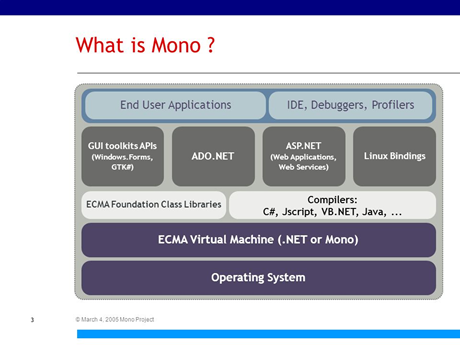 What is Mono ?
End User Applications
IDE, Debuggers, Profilers
GUI toolkits APIs
(Windows.Forms,
GTK#)
ADO.NET
ASP.NET
(Web Applications,
Web Services)
Linux Bindings
ECMA Foundation Class Libraries
Compilers:
C#, Jscript, VB.NET, Java, ...
ECMA Virtual Machine (.NET or Mono)
Operating System
3
© March 4, 2005 Mono Project